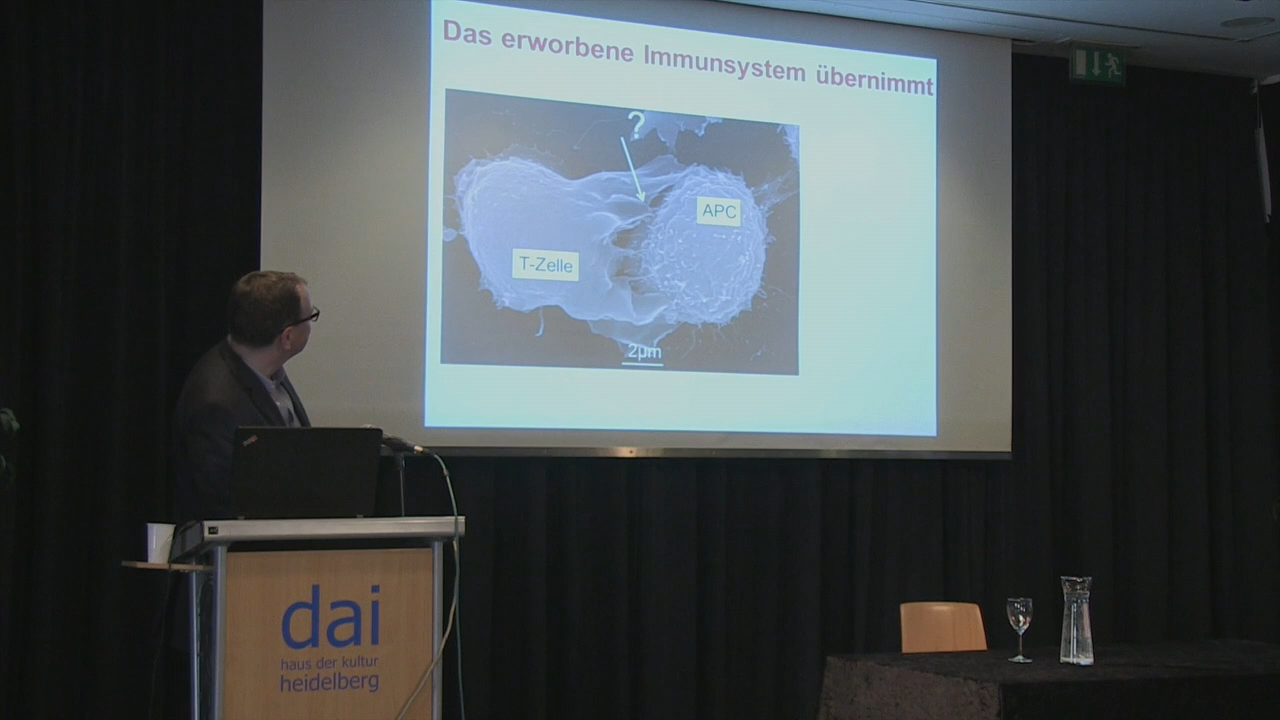 Das erworbene Immunsystem übernimmt
?
APC
T-Zelle
2µm
dai
haus der kultur
heidelberg